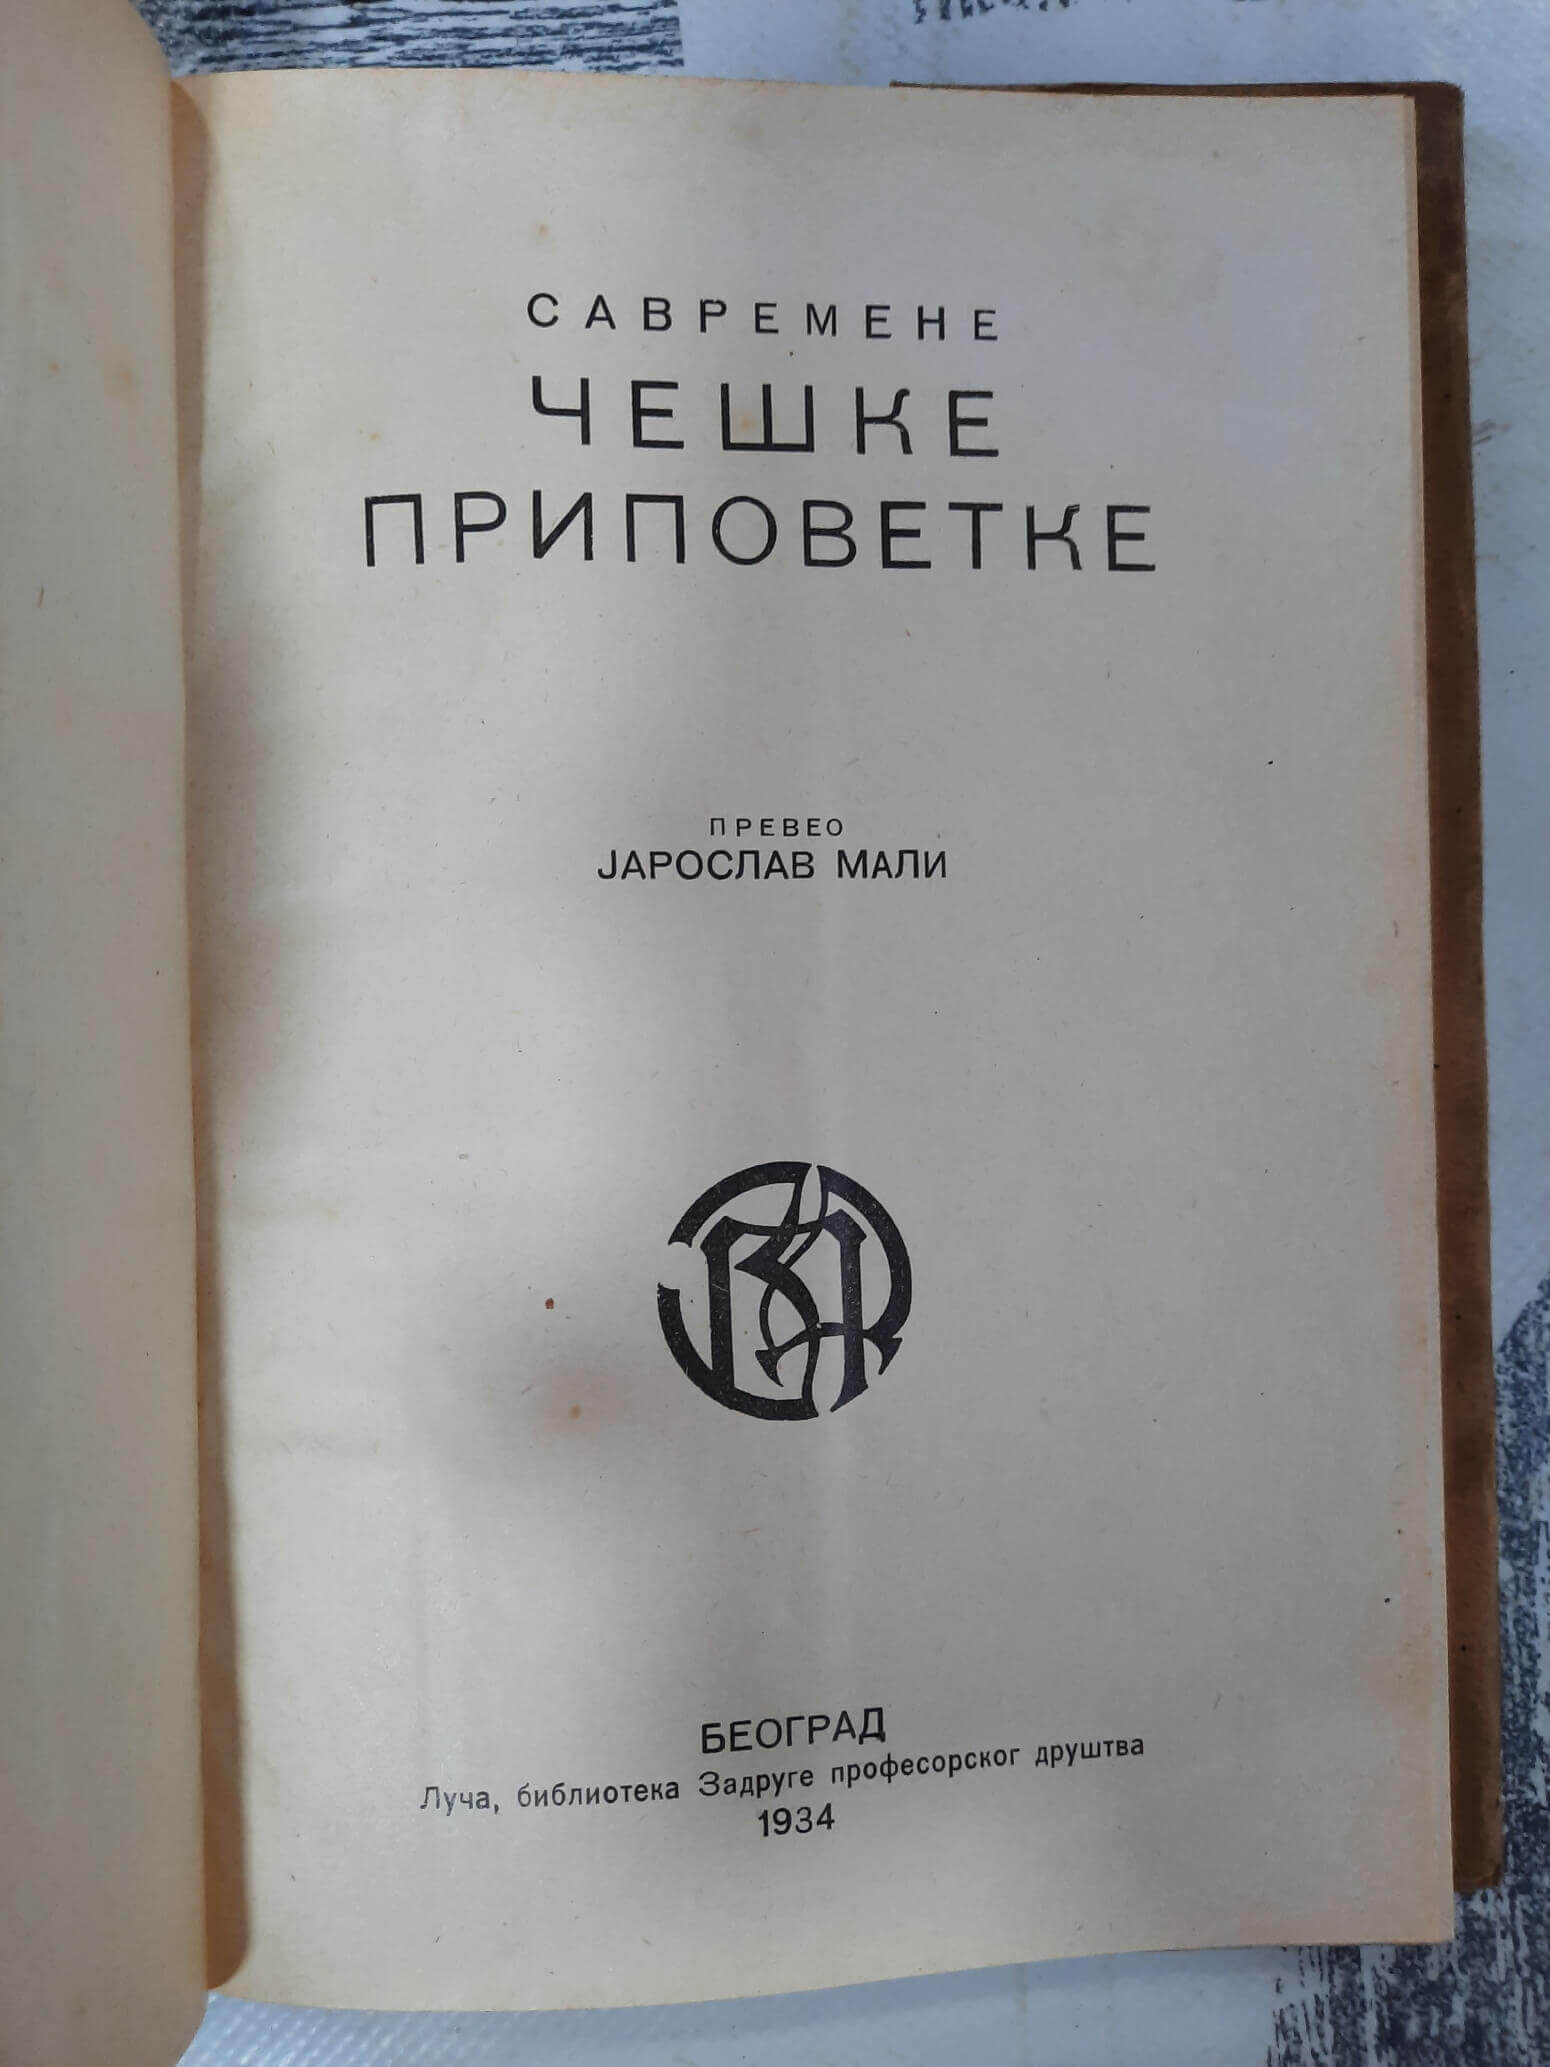 САВРЕМЕНЕ
ЧЕШКЕ
ПРИПОВЕТКЕ
ПРЕВЕО
ЈАРОСЛАВ МАЛИ
БЕОГРАД
Луча, библиотека Задруге професорског друштва
1934